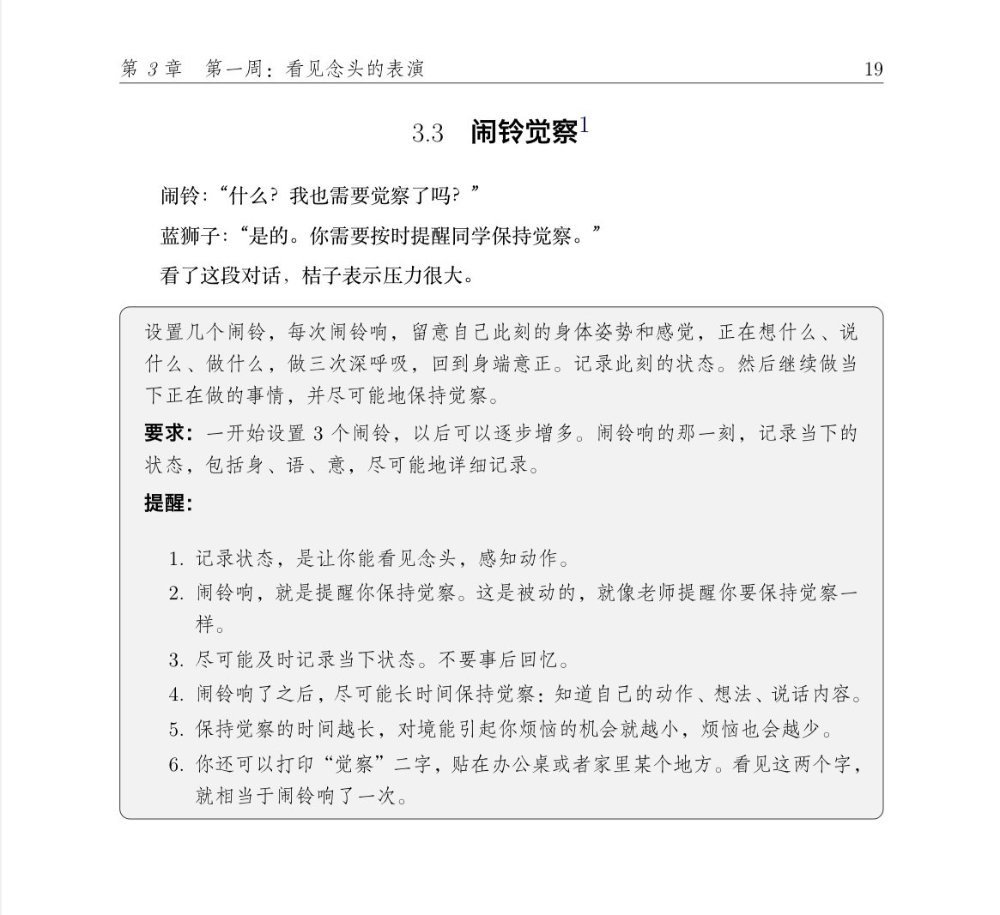 第 3 章　第一周：看见念头的表演　19
3.3　闹铃觉察1
闹铃：“什么？我也需要觉察了吗？”
蓝狮子：“是的。你需要按时提醒同学保持觉察。”
看了这段对话，桔子表示压力很大。
设置几个闹铃，每次闹铃响，留意自己此刻的身体姿势和感觉，正在想什么、说
什么、做什么，做三次深呼吸，回到身端意正。记录此刻的状态。然后继续做当
下正在做的事情，并尽可能地保持觉察。
要求：一开始设置 3 个闹铃，以后可以逐步增多。闹铃响的那一刻，记录当下的
状态，包括身、语、意，尽可能地详细记录。
提醒：
1. 记录状态，是让你能看见念头，感知动作。
2. 闹铃响，就是提醒你保持觉察。这是被动的，就像老师提醒你要保持觉察一
样。
3. 尽可能及时记录当下状态。不要事后回忆。
4. 闹铃响了之后，尽可能长时间保持觉察：知道自己的动作、想法、说话内容。
5. 保持觉察的时间越长，对境能引起你烦恼的机会就越小，烦恼也会越少。
6. 你还可以打印“觉察”二字，贴在办公桌或者家里某个地方。看见这两个字，
就相当于闹铃响了一次。